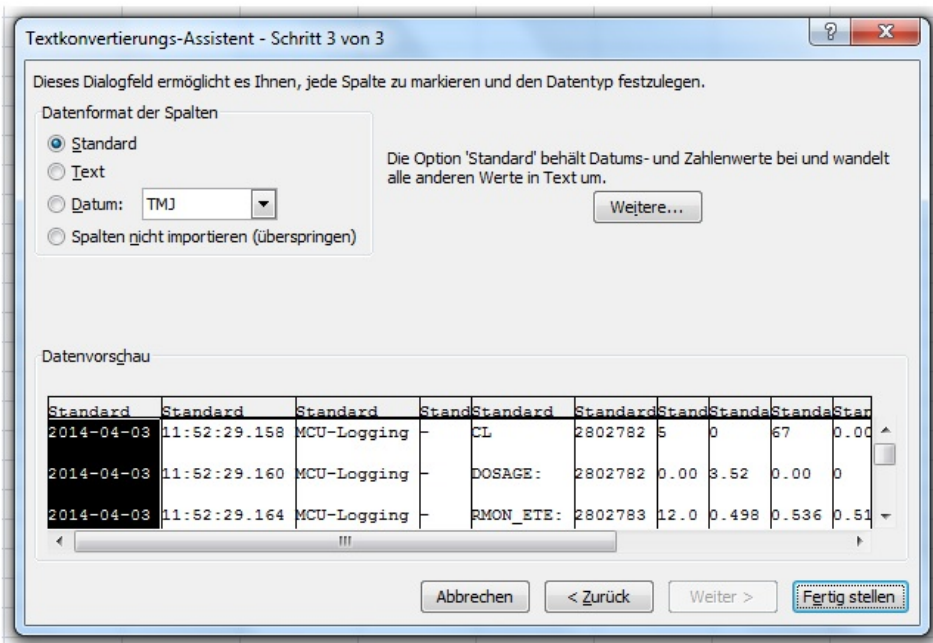 Textkonvertierungs-Assistent - Schritt 3 von 3
Dieses Dialogfeld ermöglicht es Ihnen, jede Spalte zu markieren und den Datentyp festzulegen.
Datenformat der Spalten
Standard
Text
Datum: TMJ
Spalten nicht importieren (überspringen)
Die Option 'Standard' behält Datums- und Zahlenwerte bei und wandelt
alle anderen Werte in Text um.
Weitere...
Datenvorschau
Standard Standard Standard Stand Standard Standard Stand Standa Standa Stan
2014-04-03 11:52:29.158 MCU-Logging - CL 2802782 5 0 67 0.00
2014-04-03 11:52:29.160 MCU-Logging - DOSAGE: 2802782 0.00 3.52 0.00 0
2014-04-03 11:52:29.164 MCU-Logging - RMON_ETE: 2802783 12.0 0.498 0.536 0.51
Abbrechen < Zurück Weiter > Fertig stellen